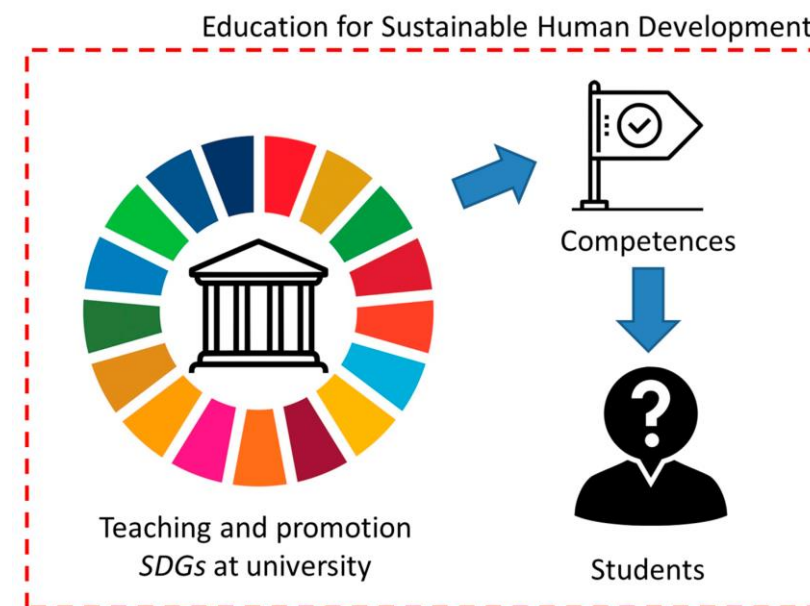 Education for Sustainable Human Development
Competences
Teaching and promotion
SDGs at university
Students